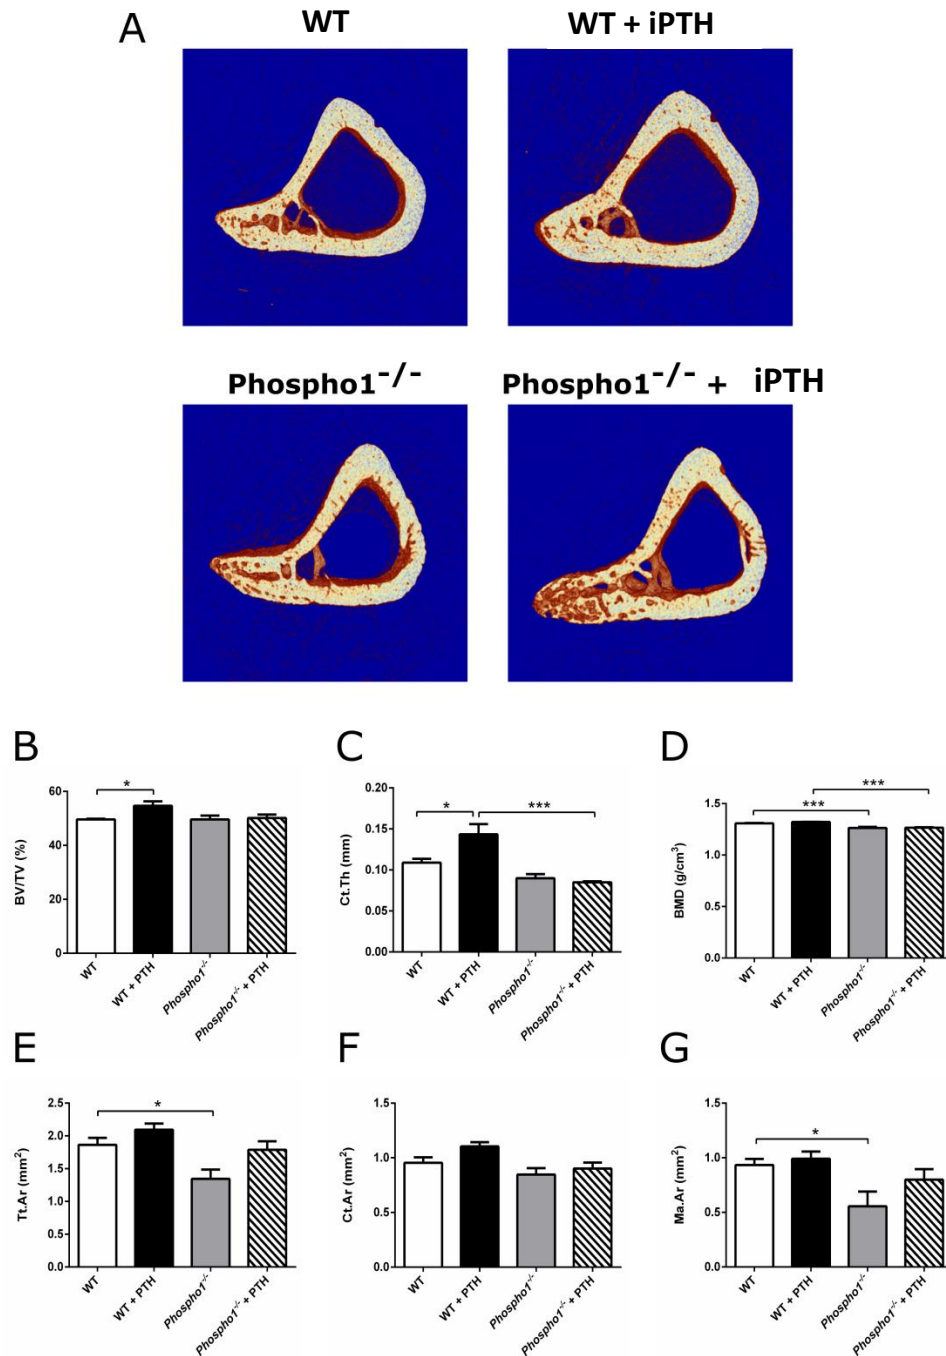 A
WT
WT + iPTH
Phospho1-/-
Phospho1-/- + iPTH
B
C
D
BV/TV (%)
60
40
20
0
*
WT
WT + PTH
Phospho1-/-
Phospho1-/- + PTH
Ct.Th (mm)
0.20
0.15
0.10
0.05
0.00
*
***
WT
WT + PTH
Phospho1-/-
Phospho1-/- + PTH
BMD (g/cm3)
1.5
1.0
0.5
0.0
***
***
WT
WT + PTH
Phospho1-/-
Phospho1-/- + PTH
E
F
G
Tt.Ar (mm2)
2.5
2.0
1.5
1.0
0.5
0.0
*
WT
WT + PTH
Phospho1-/-
Phospho1-/- + PTH
Ct.Ar (mm2)
1.5
1.0
0.5
0.0
WT
WT + PTH
Phospho1-/-
Phospho1-/- + PTH
Ma.Ar (mm2)
1.5
1.0
0.5
0.0
*
WT
WT + PTH
Phospho1-/-
Phospho1-/- + PTH